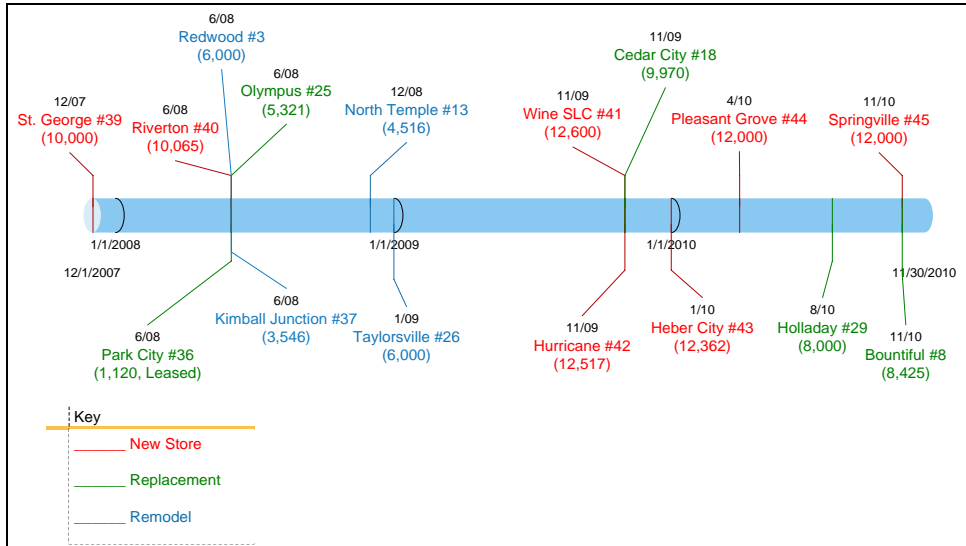 6/08
Redwood #3
(6,000)
11/09
Cedar City #18
(9,970)
12/07
St. George #39
(10,000)
6/08
Riverton #40
(10,065)
6/08
Olympus #25
(5,321)
12/08
North Temple #13
(4,516)
11/09
Wine SLC #41
(12,600)
4/10
Pleasant Grove #44
(12,000)
11/10
Springville #45
(12,000)
1/1/2008
1/1/2009
1/1/2010
12/1/2007
11/30/2010
6/08
Park City #36
(1,120, Leased)
6/08
Kimball Junction #37
(3,546)
1/09
Taylorsville #26
(6,000)
11/09
Hurricane #42
(12,517)
1/10
Heber City #43
(12,362)
8/10
Holladay #29
(8,000)
11/10
Bountiful #8
(8,425)
Key
______ New Store
______ Replacement
______ Remodel